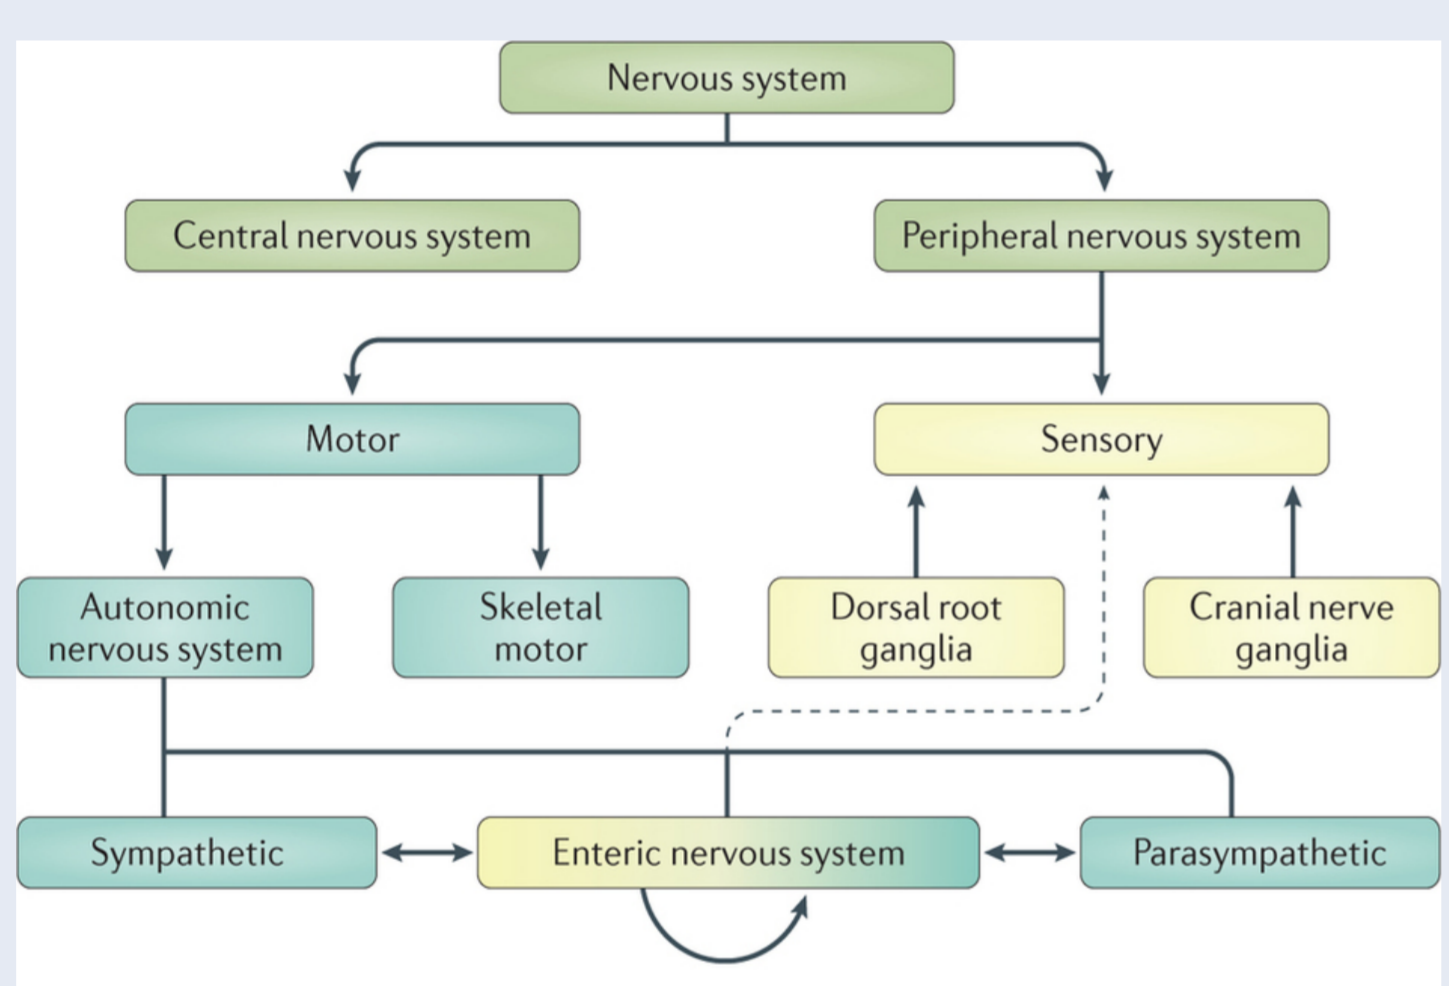 Nervous system
Central nervous system
Peripheral nervous system
Motor
Sensory
Autonomic
nervous system
Skeletal
motor
Dorsal root
ganglia
Cranial nerve
ganglia
Sympathetic
Enteric nervous system
Parasympathetic